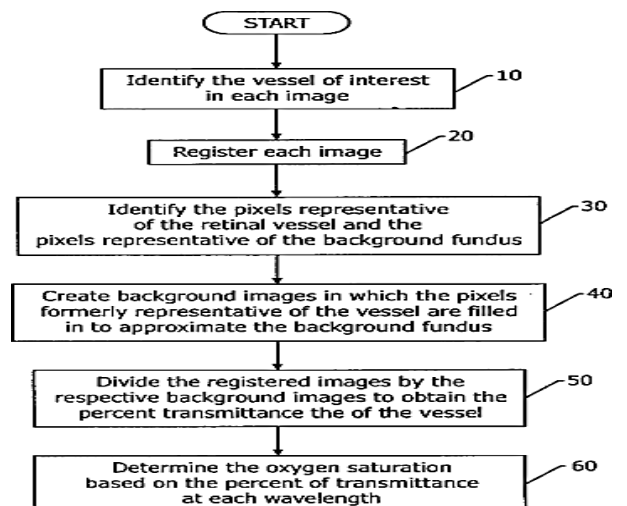 START
Identify the vessel of interest
in each image
10
Register each image
20
Identify the pixels representative
of the retinal vessel and the
pixels representative of the background fundus
30
Create background images in which the pixels
formerly representative of the vessel are filled
in to approximate the background fundus
40
Divide the registered images by the
respective background images to obtain the
percent transmittance the of the vessel
50
Determine the oxygen saturation
based on the percent of transmittance
at each wavelength
60